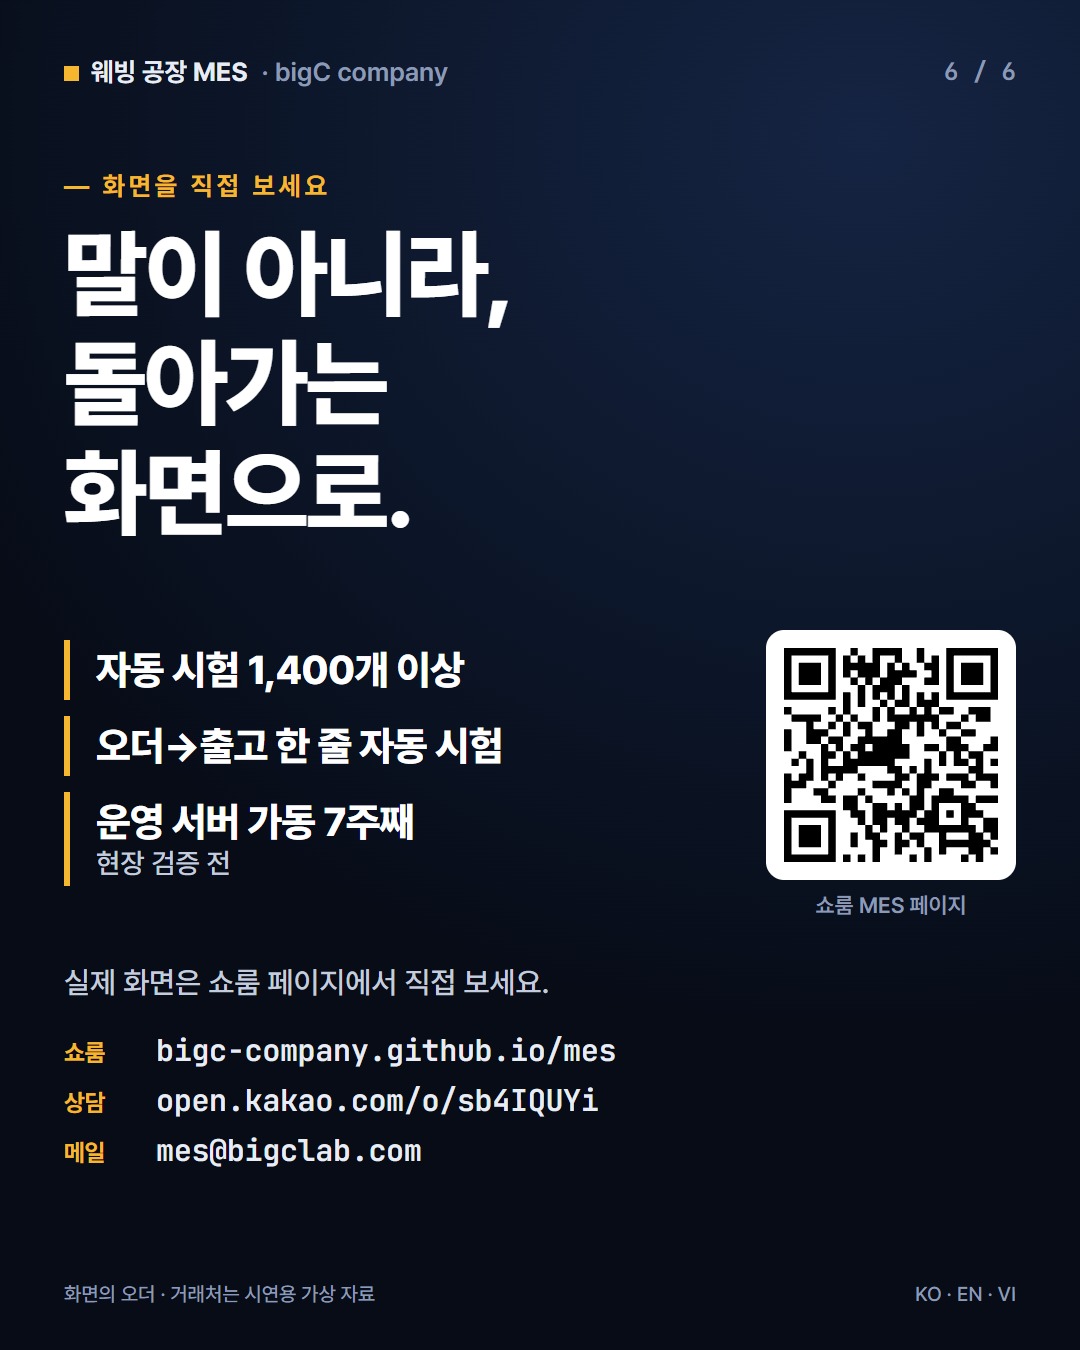 웨빙 공장 MES · bigC company
6 / 6
— 화면을 직접 보세요
말이 아니라,
돌아가는
화면으로.
자동 시험 1,400개 이상
오더→출고 한 줄 자동 시험
운영 서버 가동 7주째
현장 검증 전
쇼룸 MES 페이지
실제 화면은 쇼룸 페이지에서 직접 보세요.
쇼룸 bigc-company.github.io/mes
상담 open.kakao.com/o/sb4IQUYi
메일 mes@bigclab.com
화면의 오더 · 거래처는 시연용 가상 자료
KO · EN · VI